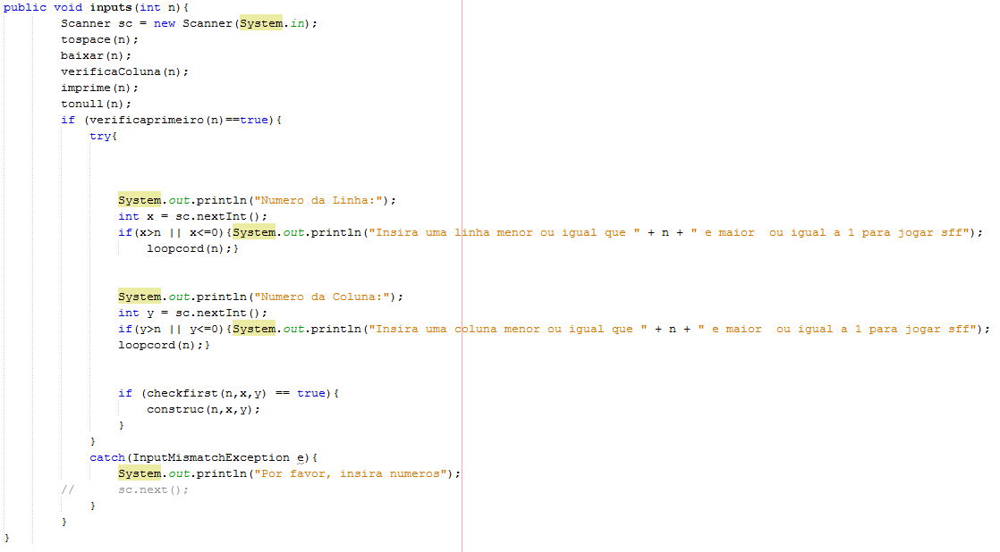 public void inputs(int n){
Scanner sc = new Scanner(System.in);
tospace(n);
baixar(n);
verificaColuna(n);
imprime(n);
tonull(n);
if (verificaprimeiro(n)==true){
try{
System.out.println("Numero da Linha:");
int x = sc.nextInt();
if(x>n || x<=0){System.out.println("Insira uma linha menor ou igual que " + n + " e maior  ou igual a 1 para jogar sff");
loopcord(n);}
System.out.println("Numero da Coluna:");
int y = sc.nextInt();
if(y>n || y<=0){System.out.println("Insira uma coluna menor ou igual que " + n + " e maior  ou igual a 1 para jogar sff");
loopcord(n);}
if (checkfirst(n,x,y) == true){
construc(n,x,y);
}
}
catch(InputMismatchException e){
System.out.println("Por favor, insira numeros");
//      sc.next();
}
}
}